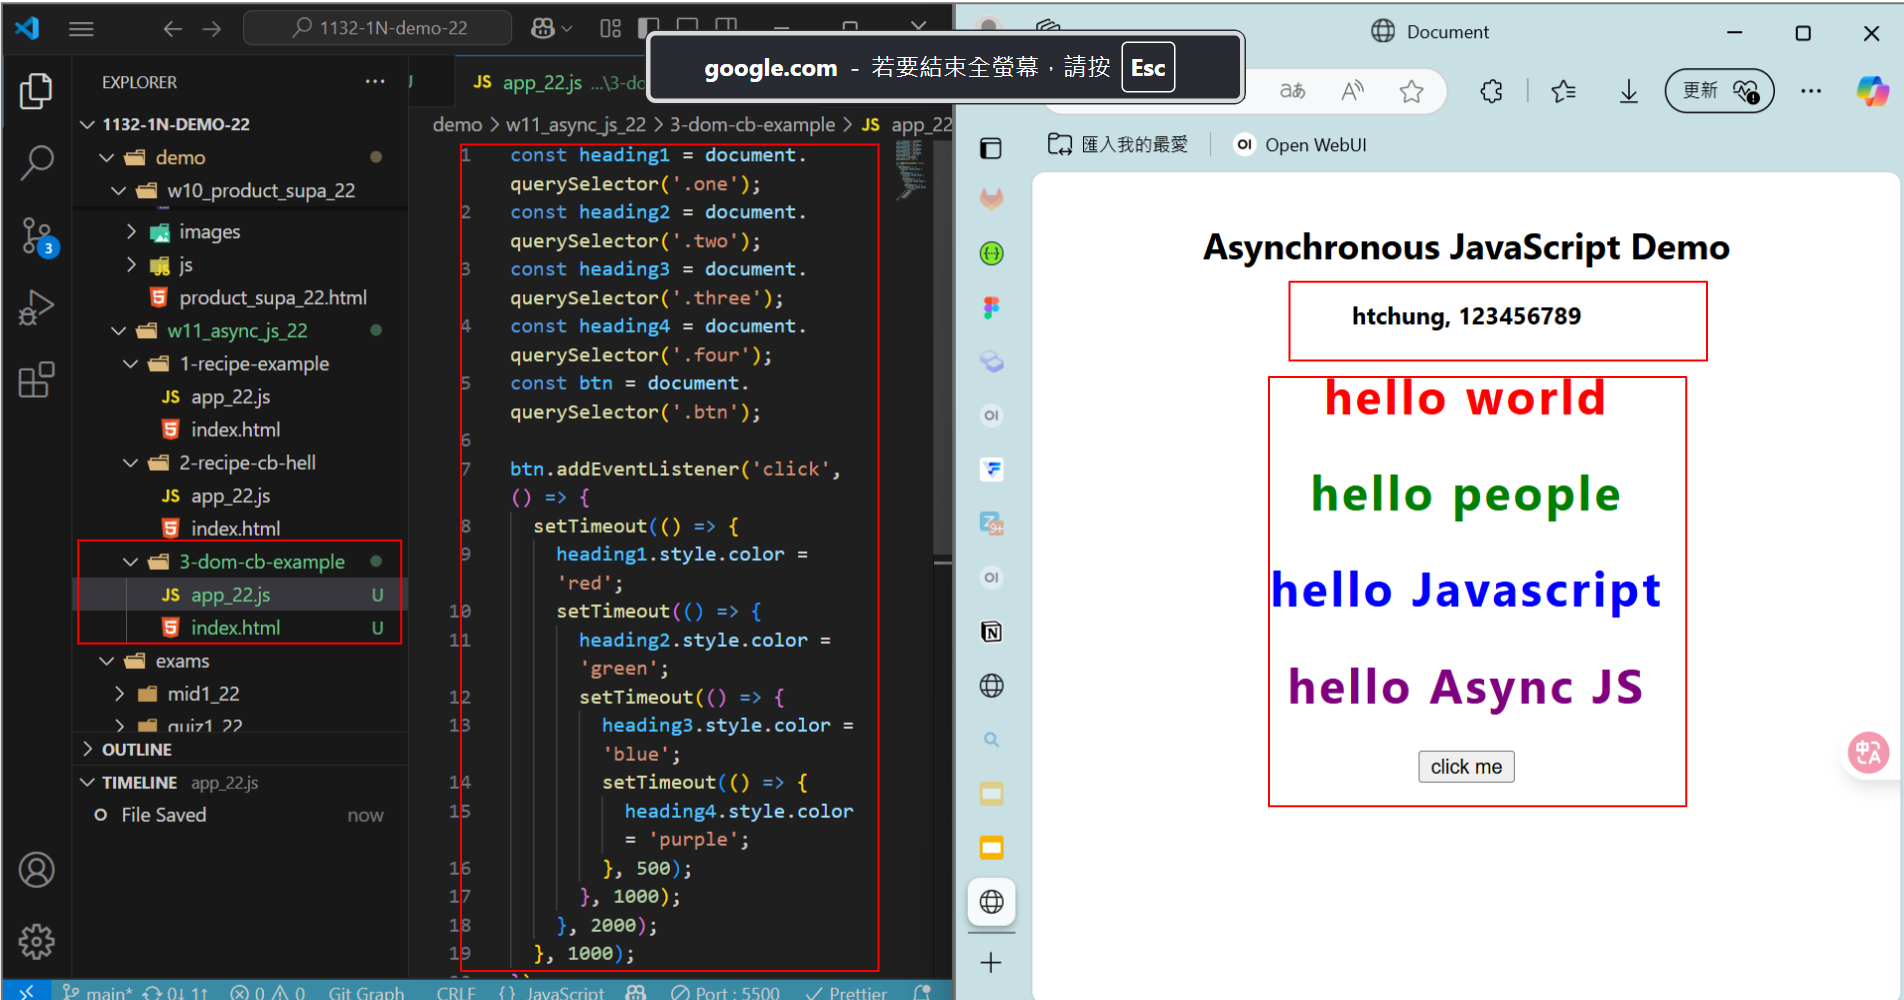 1132-1N-demo-22
Document
google.com - 若要結束全螢幕，請按 Esc
EXPLORER
JS app_22.js ...\3-do
更新
1132-1N-DEMO-22
demo > w11_async_js_22 > 3-dom-cb-example > JS app_22
匯入我的最愛
OI Open WebUI
demo
w10_product_supa_22
images
js
product_supa_22.html
w11_async_js_22
1-recipe-example
JS app_22.js
index.html
2-recipe-cb-hell
JS app_22.js
index.html
3-dom-cb-example
JS app_22.js U
index.html U
exams
mid1_22
quiz1_22
OUTLINE
TIMELINE app_22.js
File Saved now
3
1 const heading1 = document.
querySelector('.one');
2 const heading2 = document.
querySelector('.two');
3 const heading3 = document.
querySelector('.three');
4 const heading4 = document.
querySelector('.four');
5 const btn = document.
querySelector('.btn');
6
7 btn.addEventListener('click',
() => {
8 setTimeout(() => {
9 heading1.style.color =
'red';
10 setTimeout(() => {
11 heading2.style.color =
'green';
12 setTimeout(() => {
13 heading3.style.color =
'blue';
14 setTimeout(() => {
15 heading4.style.color
= 'purple';
16 }, 500);
17 }, 1000);
18 }, 2000);
19 }, 1000);
Asynchronous JavaScript Demo
htchung, 123456789
hello world
hello people
hello Javascript
hello Async JS
click me
main* 0↓ 1↑ 0 0 Git Graph CRLF {} JavaScript Port : 5500 Prettier